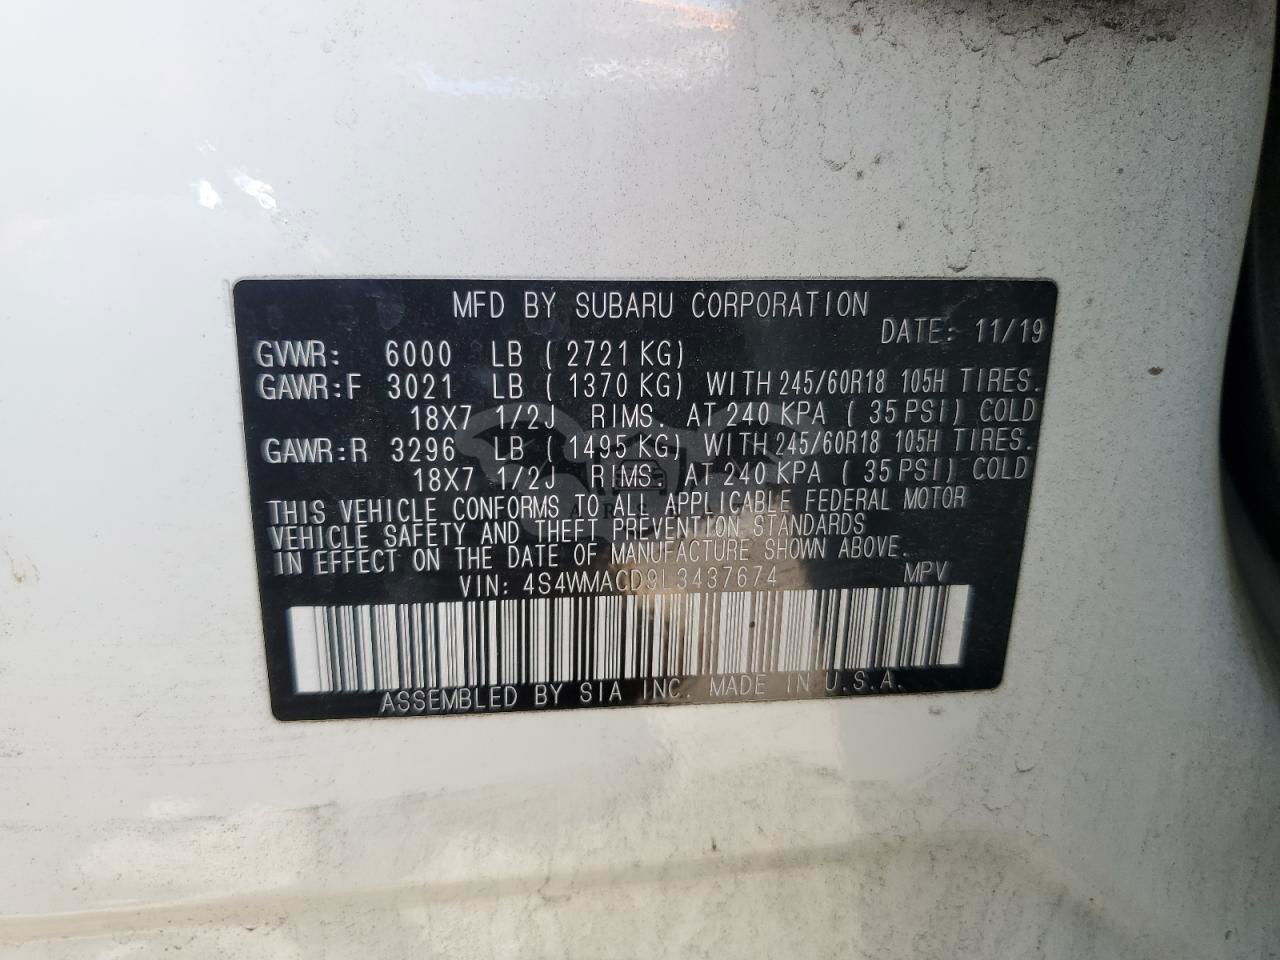 MFD BY SUBARU CORPORATION
DATE: 11/19
GVWR: 6000 LB ( 2721 KG)
GAWR:F 3021 LB ( 1370 KG) WITH 245/60R18 105H TIRES.
18X7 1/2J RIMS. AT 240 KPA ( 35 PSI) COLD
GAWR:R 3296 LB ( 1495 KG) WITH 245/60R18 105H TIRES.
18X7 1/2J RIMS. AT 240 KPA ( 35 PSI) COLD
THIS VEHICLE CONFORMS TO ALL APPLICABLE FEDERAL MOTOR
VEHICLE SAFETY AND THEFT PREVENTION STANDARDS
IN EFFECT ON THE DATE OF MANUFACTURE SHOWN ABOVE.
VIN: 4S4WMACD9L3437674 MPV
ASSEMBLED BY SIA INC. MADE IN U.S.A.